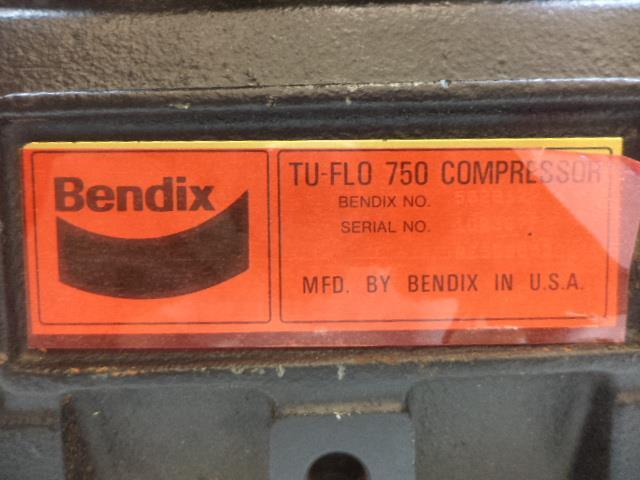 Bendix
TU-FLO 750 COMPRESSOR
BENDIX NO.
SERIAL NO.
MFD. BY BENDIX IN U.S.A.